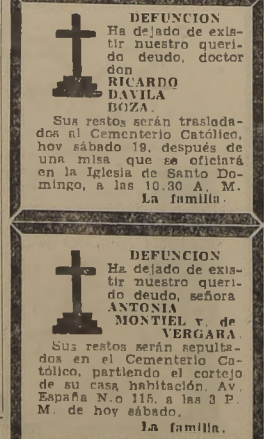 DEFUNCION
Ha dejado de exis-
tir nuestro queri-
do deudo, doctor
don
RICARDO
DAVILA
BOZA.
Sus restos serán traslada-
dos al Cementerio Católico,
hoy sábado 19, después de
una misa que se oficiará
en la Iglesia de Santo Do-
mingo, a las 10.30 A. M.
La familia.
DEFUNCION
Ha dejado de exis-
tir nuestro queri-
do deudo, señora
ANTONIA
MONTIEL v. de
VERGARA.
Sus restos serán sepulta-
dos en el Cementerio Ca-
tólico, partiendo el cortejo
de su casa habitación, Av.
España N.o 115, a las 3 P.
M. de hoy sábado.
La familia.